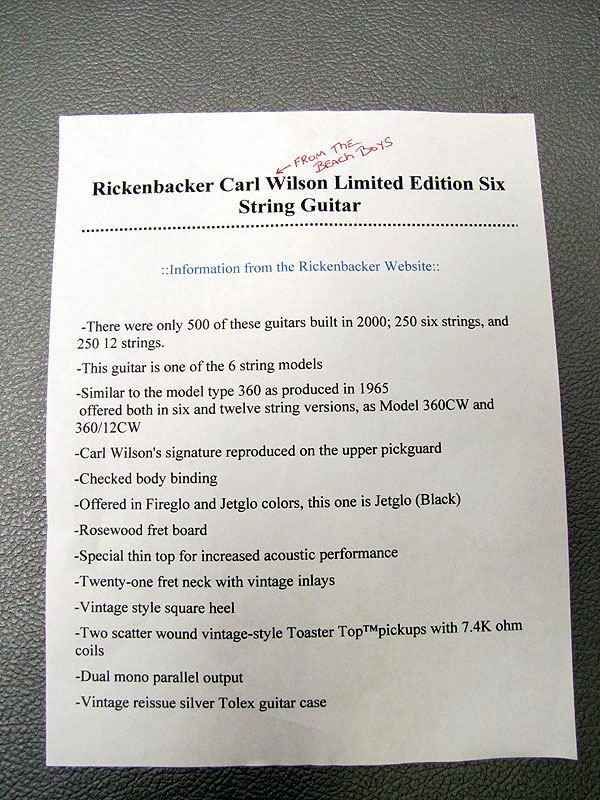 FROM THE
BEACH BOYS
Rickenbacker Carl Wilson Limited Edition Six
String Guitar
::Information from the Rickenbacker Website::
-There were only 500 of these guitars built in 2000; 250 six strings, and
250 12 strings.
-This guitar is one of the 6 string models
-Similar to the model type 360 as produced in 1965
offered both in six and twelve string versions, as Model 360CW and
360/12CW
-Carl Wilson's signature reproduced on the upper pickguard
-Checked body binding
-Offered in Fireglo and Jetglo colors, this one is Jetglo (Black)
-Rosewood fret board
-Special thin top for increased acoustic performance
-Twenty-one fret neck with vintage inlays
-Vintage style square heel
-Two scatter wound vintage-style Toaster Top™pickups with 7.4K ohm
coils
-Dual mono parallel output
-Vintage reissue silver Tolex guitar case